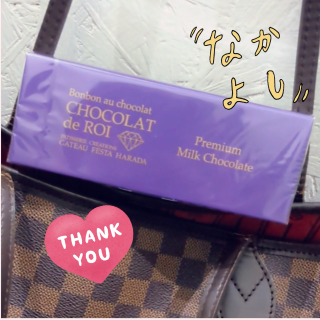 なか
よし
Bonbon au chocolat
CHOCOLAT
de ROI
GATEAU FESTA HARADA
Premium
Milk Chocolate
THANK
YOU